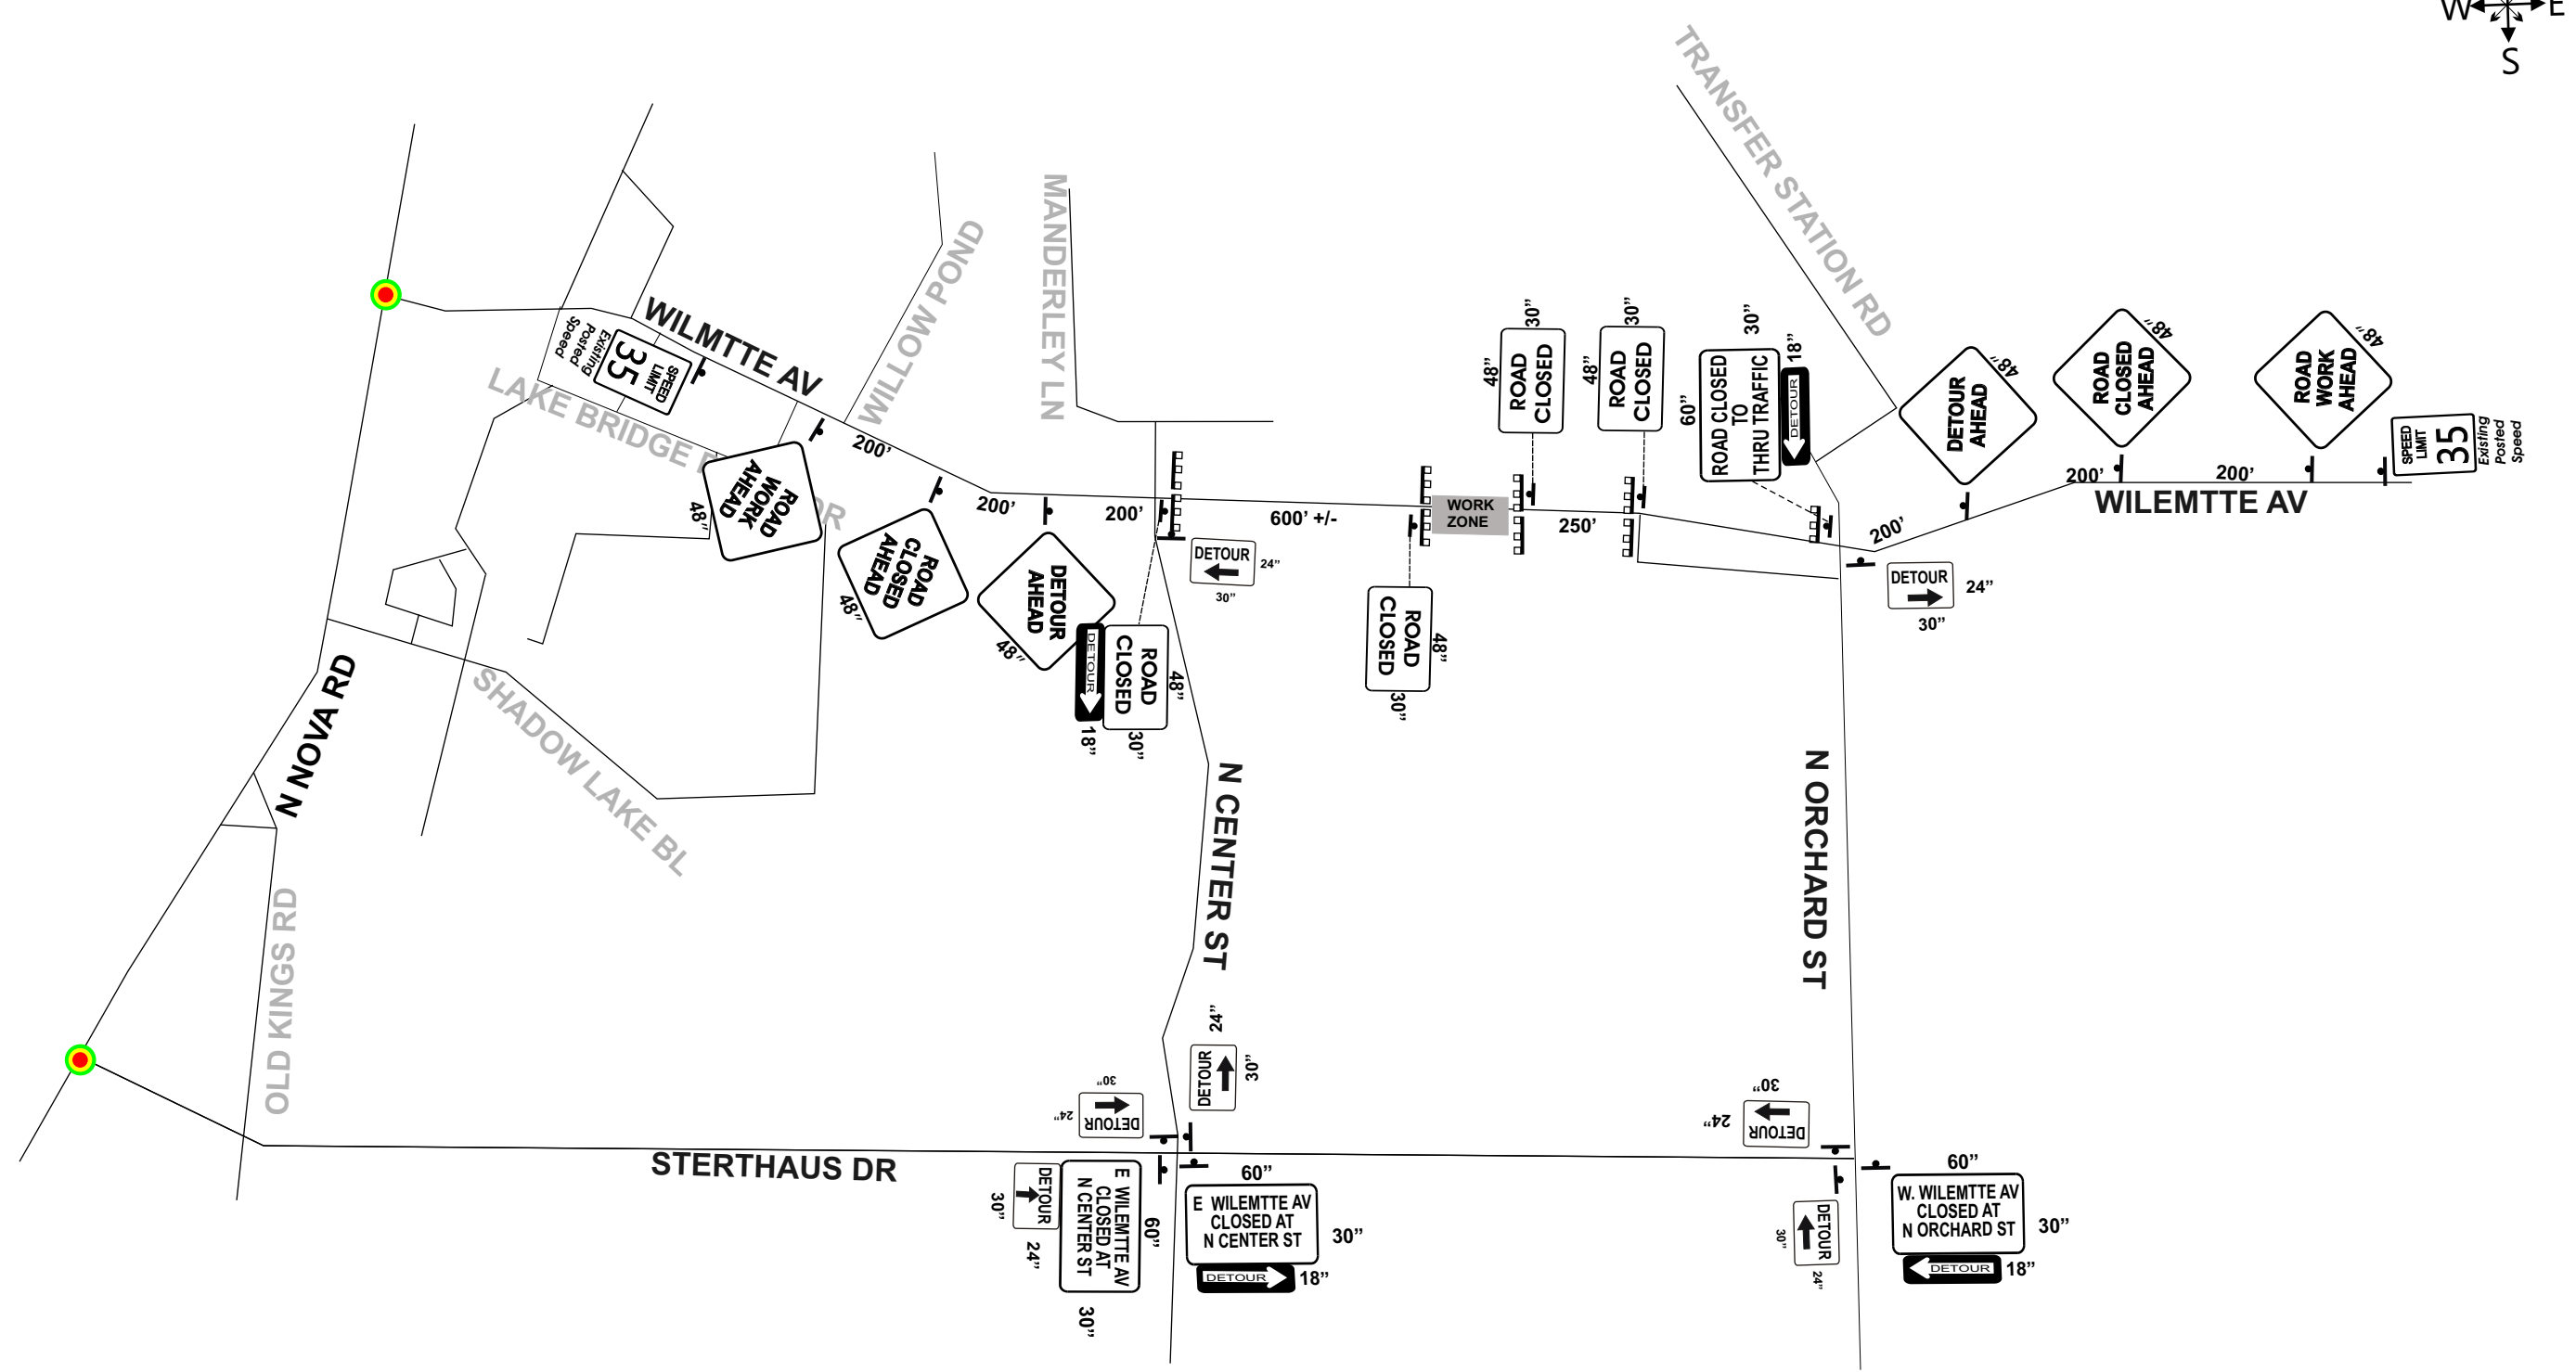 W E
S
TRANSFER STATION RD
WILMTTE AV
WILLOW POND
MANDERLEY LN
Existing
Posted
Speed
SPEED
LIMIT
35
LAKE BRIDGE
DR
ROAD
WORK
AHEAD
48”
200’
ROAD
CLOSED
AHEAD
48”
200’
DETOUR
AHEAD
48”
200’
DETOUR
18”
ROAD
CLOSED
48”
30”
DETOUR
24”
30”
600’ +/-
WORK
ZONE
ROAD
CLOSED
48”
30”
ROAD
CLOSED
48”
30”
250’
ROAD
CLOSED
48”
30”
ROAD CLOSED
TO
THRU TRAFFIC
60”
30”
DETOUR
18”
DETOUR
24”
30”
200’
DETOUR
AHEAD
48”
200’
ROAD
CLOSED
AHEAD
48”
200’
ROAD
WORK
AHEAD
48”
SPEED
LIMIT
35
Existing
Posted
Speed
WILEMTTE AV
N NOVA RD
SHADOW LAKE BL
OLD KINGS RD
N CENTER ST
N ORCHARD ST
STERTHAUS DR
DETOUR
30”
24”
DETOUR
24”
30”
DETOUR
30”
24”
E WILEMTTE AV
CLOSED AT
N CENTER ST
60”
30”
60”
E WILEMTTE AV
CLOSED AT
N CENTER ST
30”
DETOUR
18”
DETOUR
30”
24”
DETOUR
30”
24”
60”
W. WILEMTTE AV
CLOSED AT
N ORCHARD ST
30”
DETOUR
18”